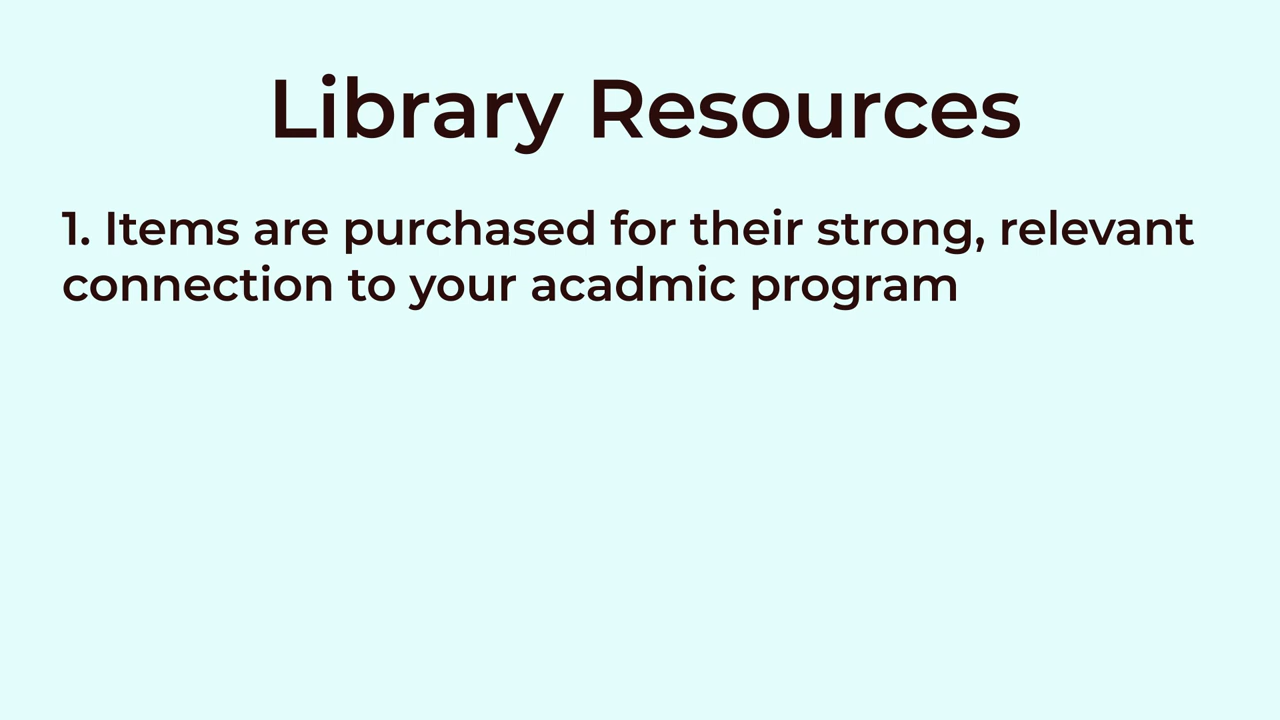 Library Resources
1. Items are purchased for their strong, relevant
connection to your acadmic program